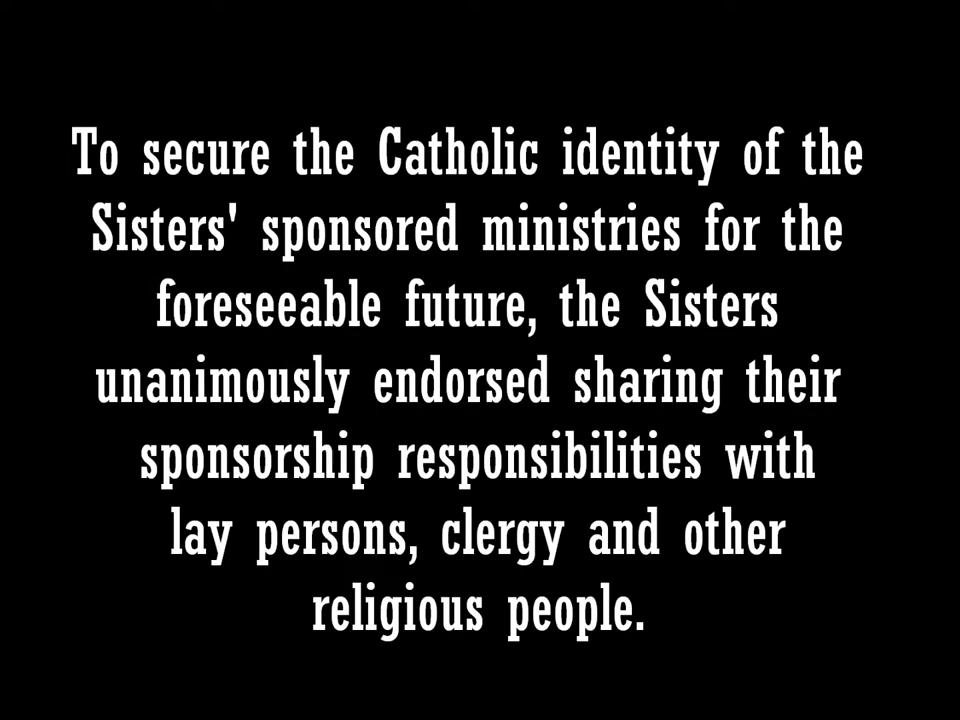 To secure the Catholic identity of the
Sisters' sponsored ministries for the
foreseeable future, the Sisters
unanimously endorsed sharing their
sponsorship responsibilities with
lay persons, clergy and other
religious people.